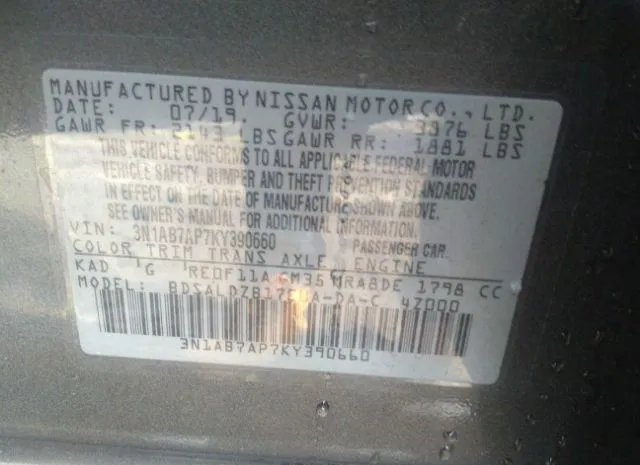 MANUFACTURED BY NISSAN MOTOR CO., LTD.
DATE: 07/19. GVWR: 3976 LBS
GAWR FR: 2143 LBS GAWR RR: 1881 LBS
THIS VEHICLE CONFORMS TO ALL APPLICABLE FEDERAL MOTOR
VEHICLE SAFETY, BUMPER AND THEFT PREVENTION STANDARDS
IN EFFECT ON THE DATE OF MANUFACTURE SHOWN ABOVE.
SEE OWNER'S MANUAL FOR ADDITIONAL INFORMATION.
VIN: 3N1AB7AP7KY390660 PASSENGER CAR.
COLOR TRIM TRANS AXLE ENGINE
KAD G RE0F11A GM35 MRA8DE 1798 CC
MODEL: 4Z000
3N1AB7AP7KY390660